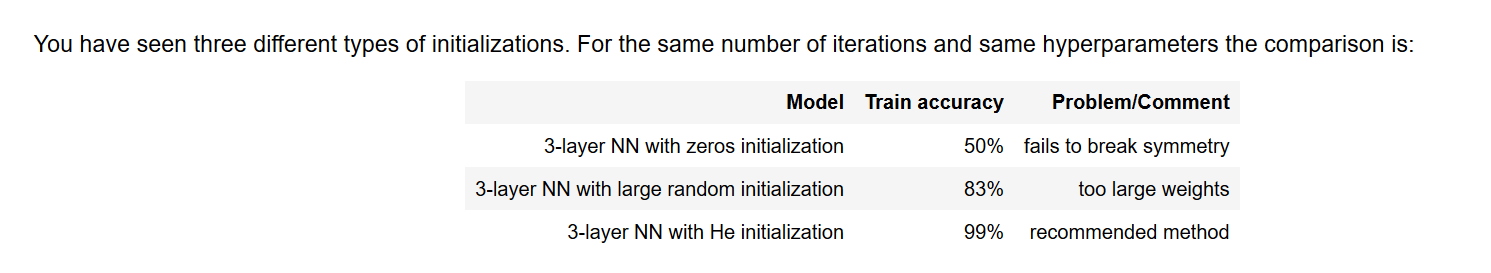 You have seen three different types of initializations. For the same number of iterations and same hyperparameters the comparison is:
Model Train accuracy Problem/Comment
3-layer NN with zeros initialization 50% fails to break symmetry
3-layer NN with large random initialization 83% too large weights
3-layer NN with He initialization 99% recommended method